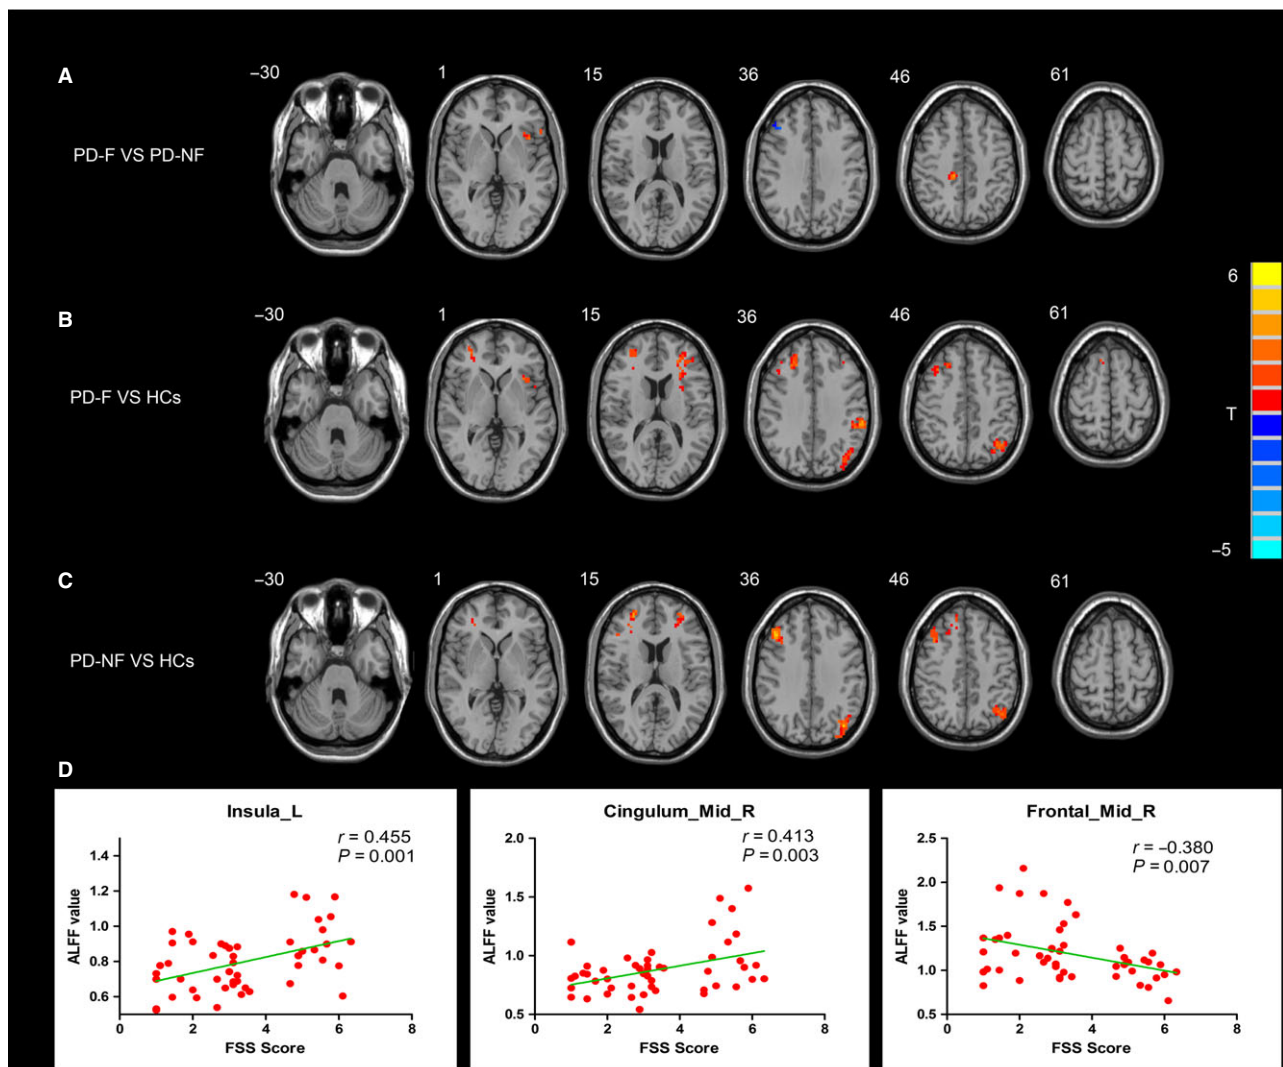 A
−30 1 15 36 46 61
PD-F VS PD-NF
B
−30 1 15 36 46 61
PD-F VS HCs
6
T
−5
C
−30 1 15 36 46 61
PD-NF VS HCs
D
Insula_L
r = 0.455
P = 0.001
ALFF value
1.4
1.2
1.0
0.8
0.6
0 2 4 6 8
FSS Score
Cingulum_Mid_R
r = 0.413
P = 0.003
ALFF value
2.0
1.5
1.0
0.5
0 2 4 6 8
FSS Score
Frontal_Mid_R
r = −0.380
P = 0.007
ALFF value
2.5
2.0
1.5
1.0
0.5
0 2 4 6 8
FSS Score